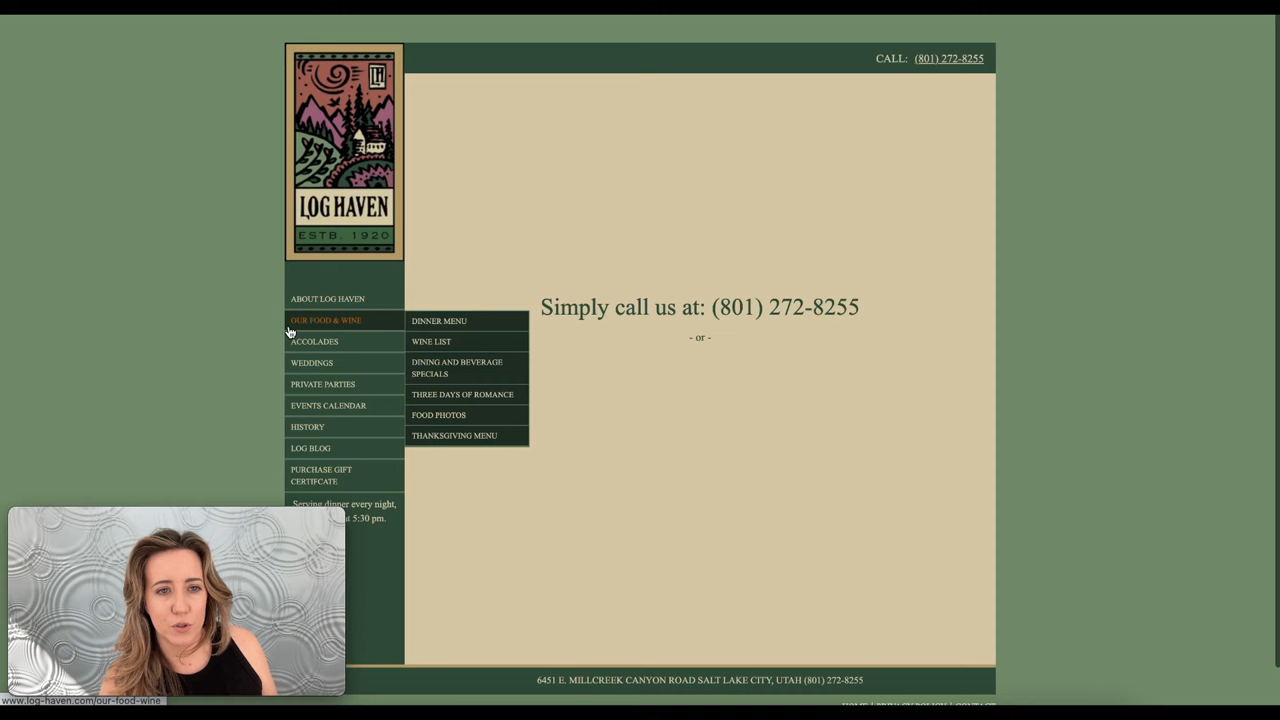 CALL: (801) 272-8255
LH
LOG HAVEN
ESTB. 1920
ABOUT LOG HAVEN
OUR FOOD & WINE
ACCOLADES
WEDDINGS
PRIVATE PARTIES
EVENTS CALENDAR
HISTORY
LOG BLOG
PURCHASE GIFT
CERTIFCATE
Serving dinner every night,
at 5:30 pm.
DINNER MENU
WINE LIST
DINING AND BEVERAGE
SPECIALS
THREE DAYS OF ROMANCE
FOOD PHOTOS
THANKSGIVING MENU
Simply call us at: (801) 272-8255
- or -
6451 E. MILLCREEK CANYON ROAD SALT LAKE CITY, UTAH (801) 272-8255
HOME | PRIVACY POLICY | CONTACT
www.log-haven.com/our-food-wine